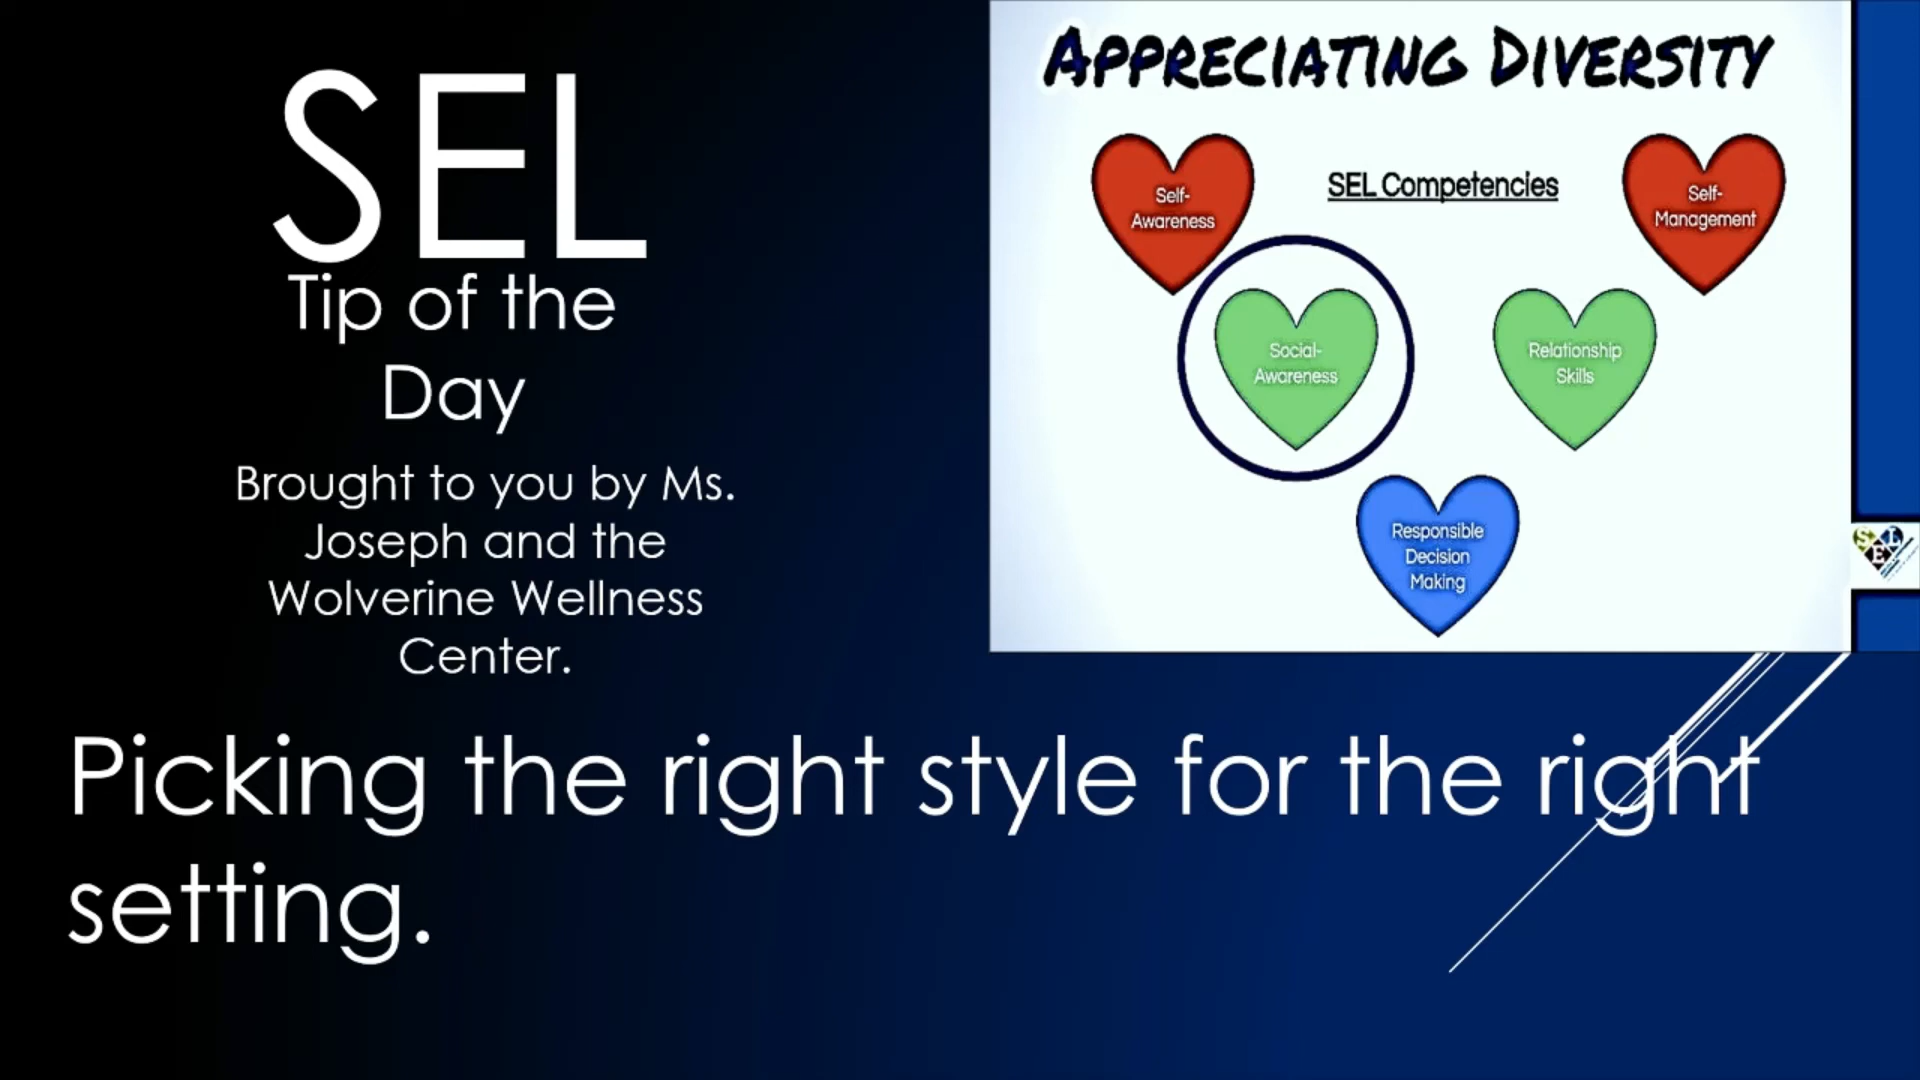 SEL
Tip of the
Day
Brought to you by Ms.
Joseph and the
Wolverine Wellness
Center.
APPRECIATING DIVERSITY
SEL Competencies
Self-
Awareness
Self-
Management
Social-
Awareness
Relationship
Skills
Responsible
Decision
Making
SEL
Picking the right style for the right
setting.